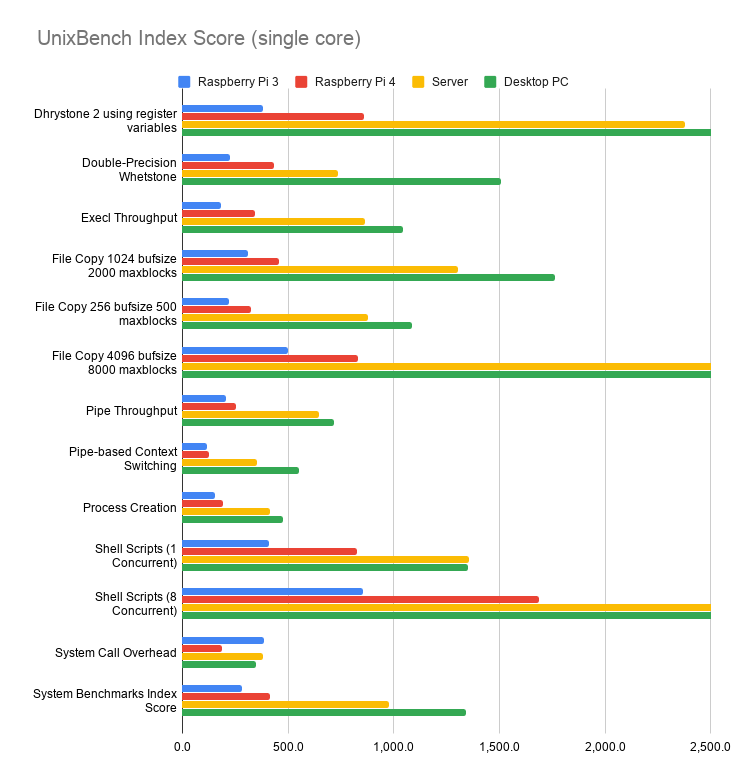 UnixBench Index Score (single core)
Raspberry Pi 3 Raspberry Pi 4 Server Desktop PC
Dhrystone 2 using register
variables
Double-Precision
Whetstone
Execl Throughput
File Copy 1024 bufsize
2000 maxblocks
File Copy 256 bufsize 500
maxblocks
File Copy 4096 bufsize
8000 maxblocks
Pipe Throughput
Pipe-based Context
Switching
Process Creation
Shell Scripts (1
Concurrent)
Shell Scripts (8
Concurrent)
System Call Overhead
System Benchmarks Index
Score
0.0 500.0 1,000.0 1,500.0 2,000.0 2,500.0